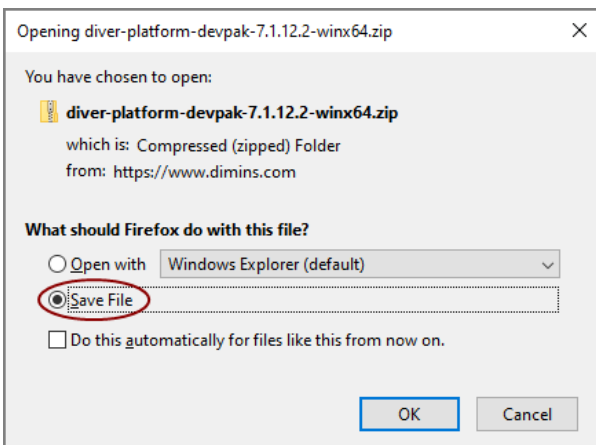 Opening diver-platform-devpak-7.1.12.2-winx64.zip
You have chosen to open:
diver-platform-devpak-7.1.12.2-winx64.zip
which is: Compressed (zipped) Folder
from: https://www.dimins.com
What should Firefox do with this file?
Open with Windows Explorer (default)
Save File
Do this automatically for files like this from now on.
OK Cancel